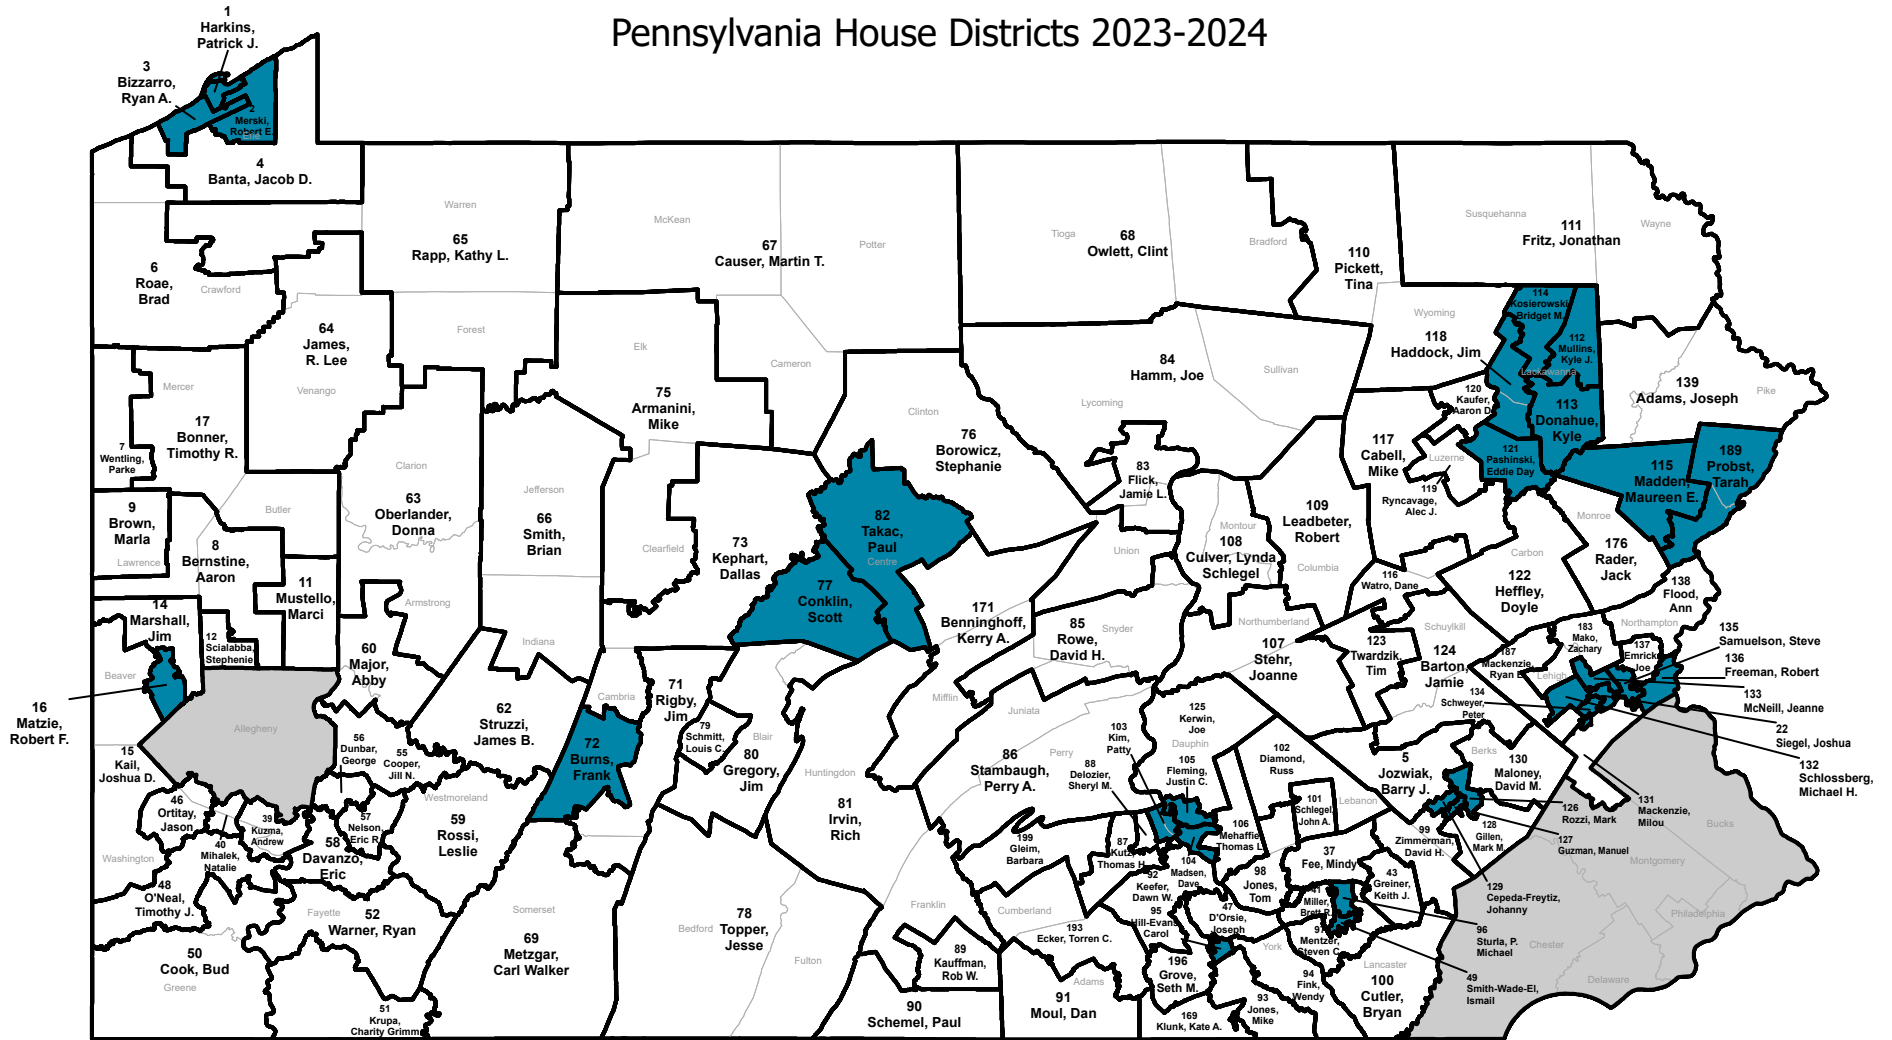 Pennsylvania House Districts 2023-2024
1
Harkins,
Patrick J.
3
Bizzarro,
Ryan A.
2
Merski,
Robert E.
Erie
4
Banta, Jacob D.
Warren
65
Rapp, Kathy L.
McKean
67
Causer, Martin T.
Potter
Tioga
68
Owlett, Clint
Bradford
110
Pickett,
Tina
Susquehanna
111
Fritz, Jonathan
Wayne
6
Roae,
Brad
Crawford
64
James,
R. Lee
Venango
Forest
Elk
75
Armanini,
Mike
Cameron
84
Hamm, Joe
Lycoming
Sullivan
Wyoming
118
Haddock, Jim
114
Kosierowski,
Bridget M.
112
Mullins,
Kyle J.
Lackawanna
113
Donahue,
Kyle
120
Kaufer,
Aaron D.
139
Adams, Joseph
Pike
Mercer
17
Bonner,
Timothy R.
7
Wentling,
Parke
Clarion
63
Oberlander,
Donna
Jefferson
66
Smith,
Brian
Clearfield
73
Kephart,
Dallas
Clinton
76
Borowicz,
Stephanie
83
Flick,
Jamie L.
117
Cabell,
Mike
Luzerne
119
Ryncavage,
Alec J.
121
Pashinski,
Eddie Day
115
Madden,
Maureen E.
189
Probst,
Tarah
Monroe
176
Rader,
Jack
9
Brown,
Marla
Lawrence
Butler
8
Bernstine,
Aaron
11
Mustello,
Marci
82
Takac,
Paul
Centre
77
Conklin,
Scott
171
Benninghoff,
Kerry A.
Union
Montour
108
Culver, Lynda
Schlegel
109
Leadbeter,
Robert
Columbia
116
Watro, Dane
Carbon
122
Heffley,
Doyle
138
Flood,
Ann
14
Marshall,
Jim
12
Scialabba,
Stephenie
Beaver
16
Matzie,
Robert F.
Armstrong
60
Major,
Abby
Indiana
62
Struzzi,
James B.
Cambria
72
Burns,
Frank
71
Rigby,
Jim
79
Schmitt,
Louis C.
Blair
80
Gregory,
Jim
Huntingdon
81
Irvin,
Rich
Mifflin
Juniata
85
Rowe,
David H.
Snyder
Northumberland
107
Stehr,
Joanne
Schuylkill
123
Twardzik,
Tim
124
Barton,
Jamie
187
Mackenzie,
Ryan E.
183
Mako,
Zachary
Northampton
137
Emrick,
Joe
Lehigh
135
Samuelson, Steve
136
Freeman, Robert
133
McNeill, Jeanne
22
Siegel, Joshua
132
Schlossberg,
Michael H.
134
Schweyer,
Peter
Allegheny
15
Kail,
Joshua D.
56
Dunbar,
George
55
Cooper,
Jill N.
Westmoreland
59
Rossi,
Leslie
46
Ortitay,
Jason
39
Kuzma,
Andrew
40
Mihalek,
Natalie
57
Nelson,
Eric R.
58
Davanzo,
Eric
Washington
48
O'Neal,
Timothy J.
Fayette
52
Warner, Ryan
50
Cook, Bud
Greene
51
Krupa,
Charity Grimm
Somerset
69
Metzgar,
Carl Walker
Bedford
78
Topper,
Jesse
Fulton
Franklin
89
Kauffman,
Rob W.
90
Schemel, Paul
Perry
86
Stambaugh,
Perry A.
88
Delozier,
Sheryl M.
103
Kim,
Patty
125
Kerwin,
Joe
Dauphin
105
Fleming,
Justin C.
102
Diamond,
Russ
101
Schlegel,
John A.
Lebanon
106
Mehaffie,
Thomas L.
104
Madsen,
Dave
199
Gleim,
Barbara
87
Kutz,
Thomas H.
92
Keefer,
Dawn W.
95
Hill-Evans,
Carol
Cumberland
193
Ecker, Torren C.
Adams
91
Moul, Dan
196
Grove,
Seth M.
169
Klunk, Kate A.
47
D'Orsie,
Joseph
York
93
Jones,
Mike
94
Fink,
Wendy
98
Jones,
Tom
37
Fee, Mindy
41
Miller,
Brett R.
97
Mentzer,
Steven C.
43
Greiner,
Keith J.
99
Zimmerman,
David H.
Lancaster
100
Cutler,
Bryan
5
Jozwiak,
Barry J.
Berks
130
Maloney,
David M.
128
Gillen,
Mark M.
126
Rozzi, Mark
127
Guzman, Manuel
131
Mackenzie,
Milou
129
Cepeda-Freytiz,
Johanny
96
Sturla, P.
Michael
49
Smith-Wade-El,
Ismail
Bucks
Montgomery
Philadelphia
Chester
Delaware